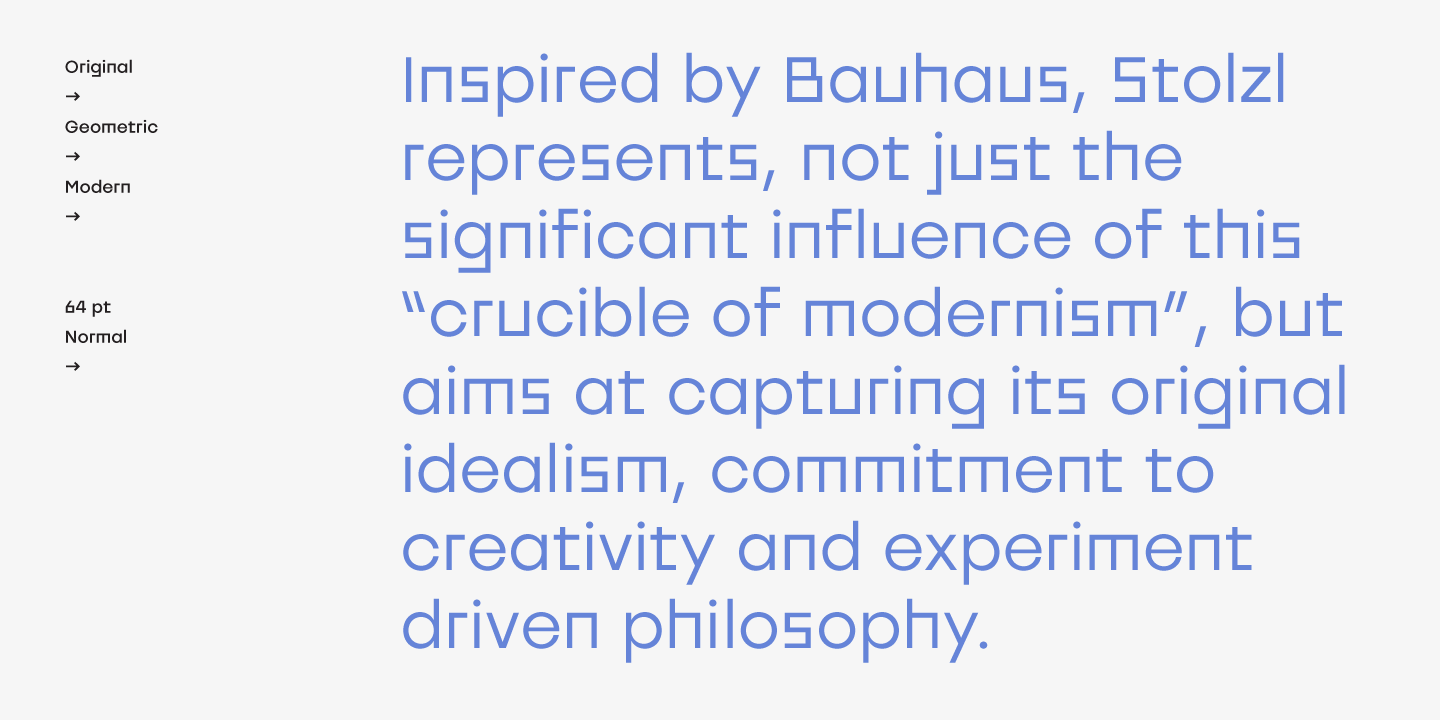 Original
→
Geometric
→
Modern
→
64 pt
Normal
→
Inspired by Bauhaus, Stolzl
represents, not just the
significant influence of this
“crucible of modernism”, but
aims at capturing its original
idealism, commitment to
creativity and experiment
driven philosophy.